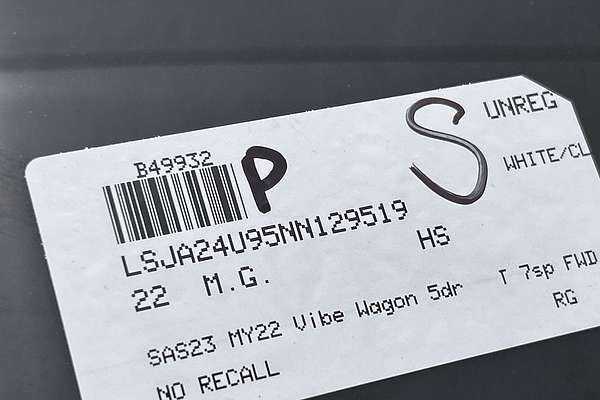 B49932 P S UNREG
WHITE/CL
LSJA24U95NN129519
22 M.G. HS
SAS23 MY22 Vibe Wagon 5dr T 7sp FWD
NO RECALL RG